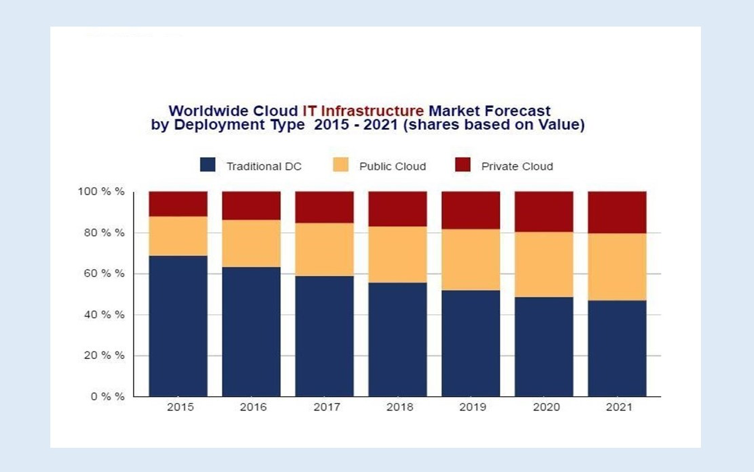 Worldwide Cloud IT Infrastructure Market Forecast
by Deployment Type 2015 - 2021 (shares based on Value)
Traditional DC Public Cloud Private Cloud
100 % %
80 % %
60 % %
40 % %
20 % %
0 % %
2015 2016 2017 2018 2019 2020 2021